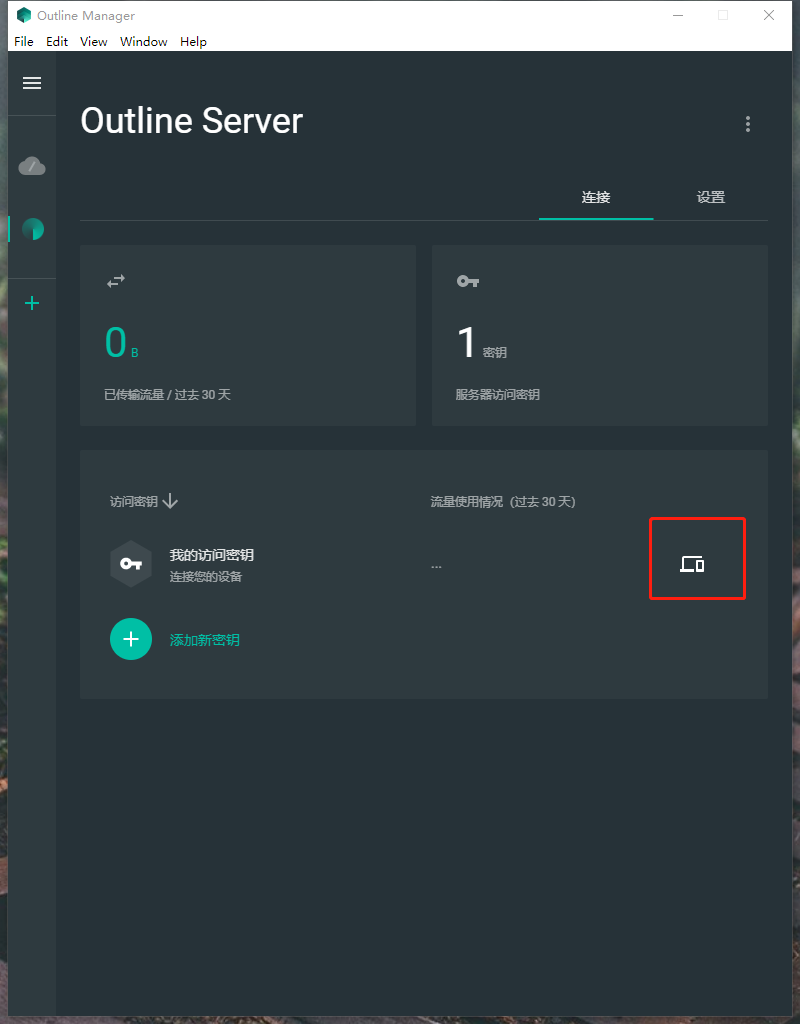 Outline Manager
File Edit View Window Help
Outline Server
连接 设置
0 B
已传输流量 / 过去 30 天
1 密钥
服务器访问密钥
访问密钥 流量使用情况（过去 30 天）
我的访问密钥
连接您的设备
...
添加新密钥